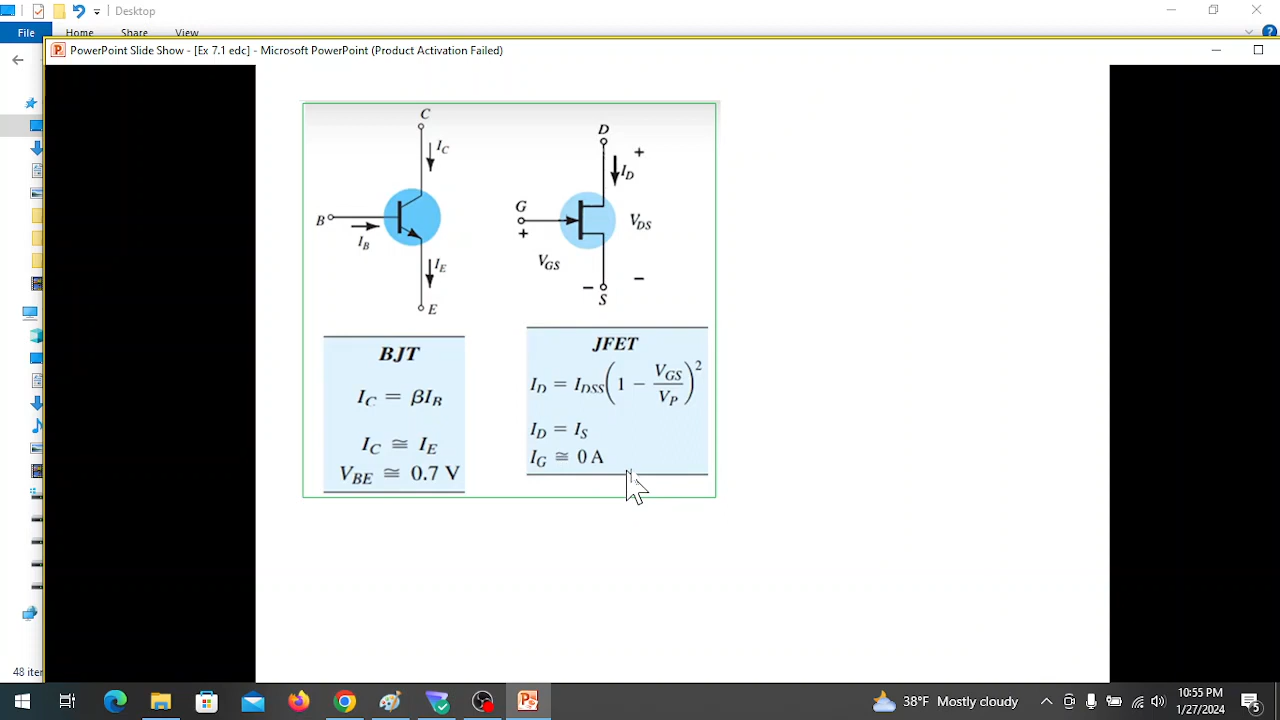 Desktop
File Home Share View
PowerPoint Slide Show - [Ex 7.1 edc] - Microsoft PowerPoint (Product Activation Failed)
C
I_C
B
I_B
I_E
E
D
+
I_D
G
+
V_DS
V_GS
−
−
S
BJT
I_C = βI_B
I_C ≅ I_E
V_BE ≅ 0.7 V
JFET
I_D = I_DSS(1 − V_GS/V_P)²
I_D = I_S
I_G ≅ 0 A
48 iter
38°F Mostly cloudy
10:55 PM
1/27/2024
5